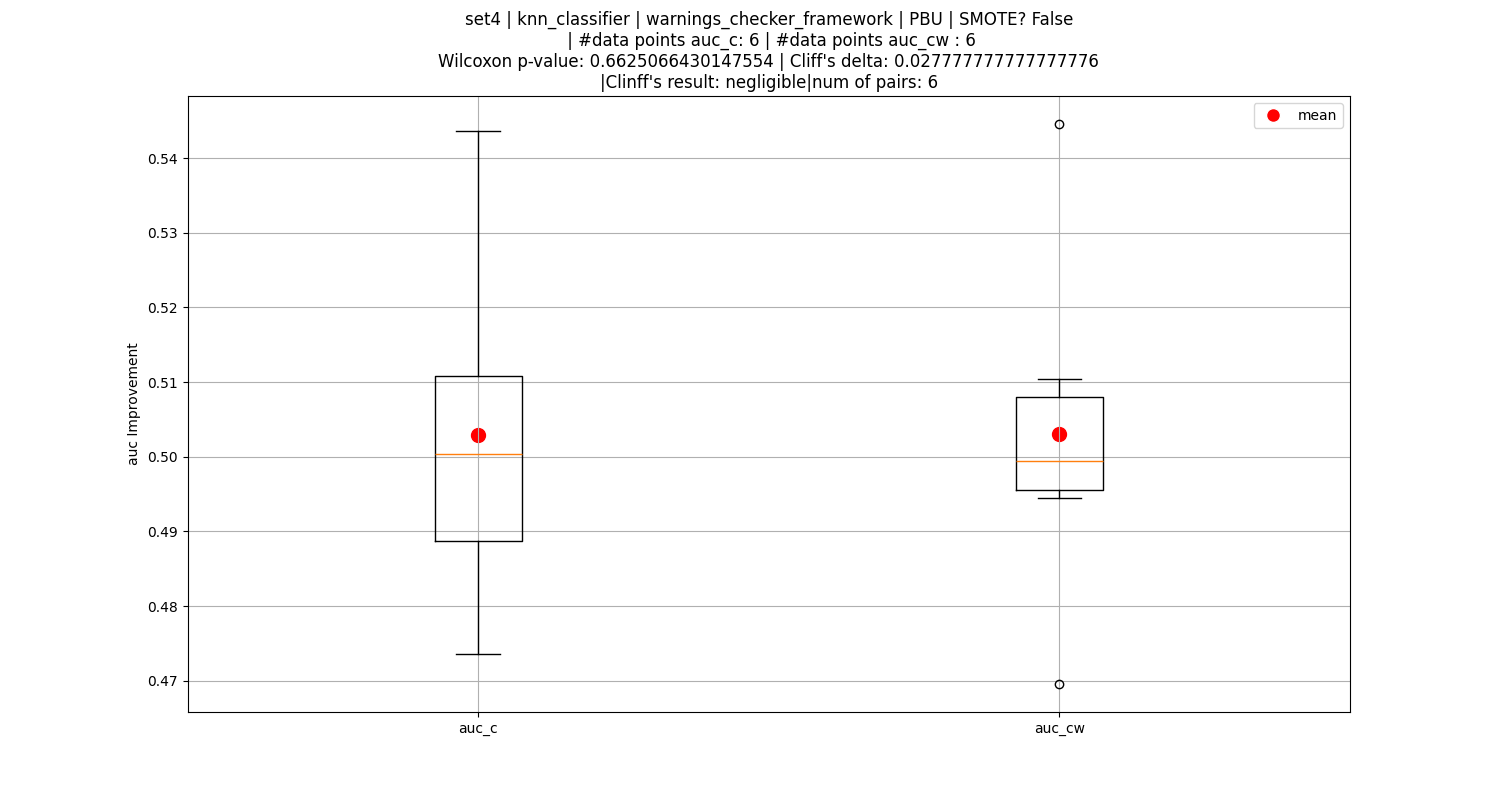 set4 | knn_classifier | warnings_checker_framework | PBU | SMOTE? False
| #data points auc_c: 6 | #data points auc_cw : 6
Wilcoxon p-value: 0.6625066430147554 | Cliff's delta: 0.027777777777777776
|Clinff's result: negligible|num of pairs: 6
mean
0.54
0.53
0.52
0.51
0.50
0.49
0.48
0.47
auc Improvement
auc_c
auc_cw